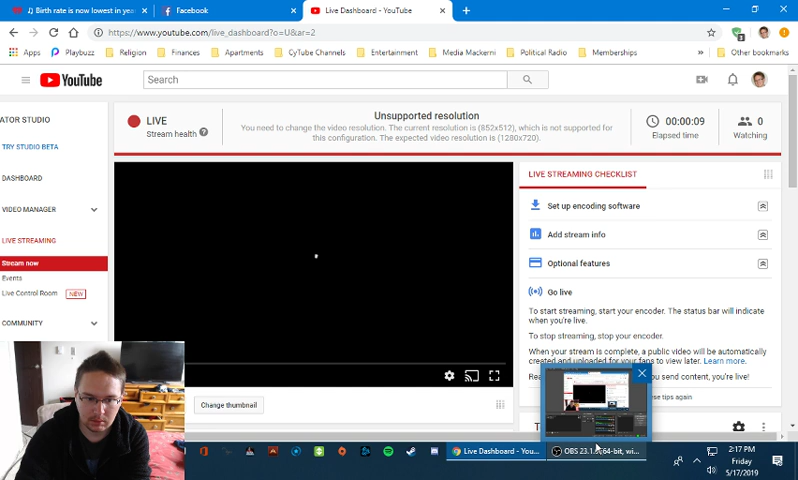 ♫ Birth rate is now lowest in year
Facebook
Live Dashboard - YouTube
https://www.youtube.com/live_dashboard?o=U&ar=2
Apps
Playbuzz
Religion
Finances
Apartments
CyTube Channels
Entertainment
Media Mackerni
Political Radio
Memberships
»
Other bookmarks
YouTube
Search
ATOR STUDIO
TRY STUDIO BETA
DASHBOARD
VIDEO MANAGER
LIVE STREAMING
Stream now
Events
Live Control Room NEW
COMMUNITY
LIVE
Stream health ?
Unsupported resolution
You need to change the video resolution. The current resolution is (852x512), which is not supported for
this configuration. The expected video resolution is (1280x720).
00:00:09
Elapsed time
0
Watching
Change thumbnail
LIVE STREAMING CHECKLIST
Set up encoding software
Add stream info
Optional features
Go live
To start streaming, start your encoder. The status bar will indicate
when you're live.
To stop streaming, stop your encoder.
When your stream is complete, a public video will be automatically
created and uploaded for your fans to view later. Learn more.
u send content, you're live!
se tips again
Live Dashboard - You...
OBS 23.1.
64-bit, wi...
2:17 PM
Friday
5/17/2019